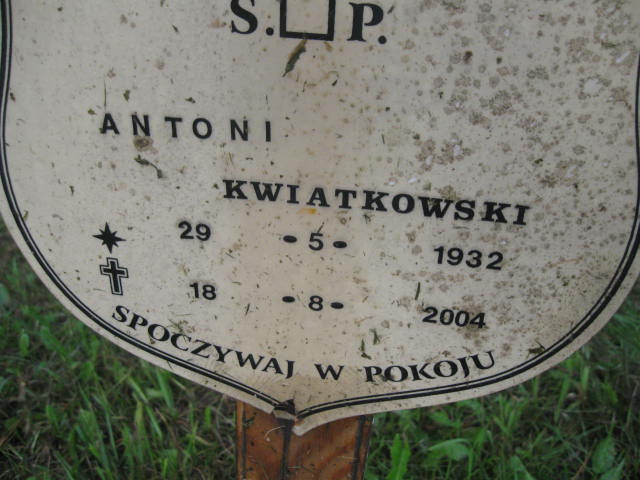 S. P.
ANTONI
KWIATKOWSKI
29 • 5 • 1932
18 • 8 • 2004
SPOCZYWAJ W POKOJU